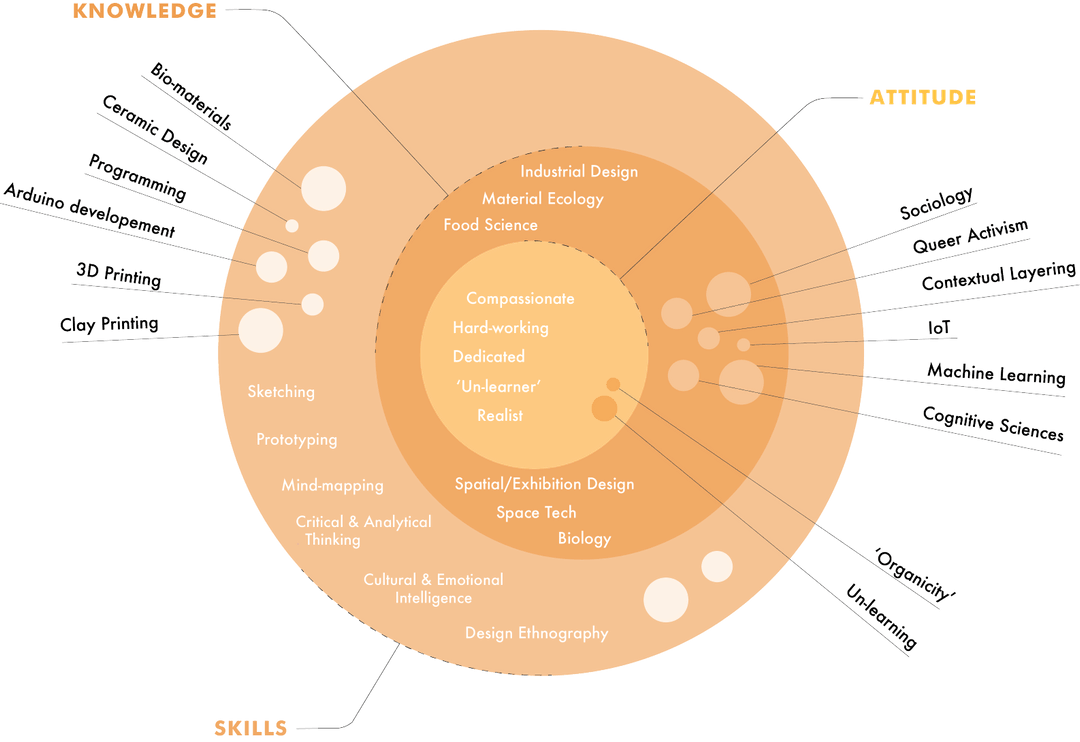 KNOWLEDGE
ATTITUDE
Bio-materials
Ceramic Design
Programming
Arduino developement
3D Printing
Clay Printing
Industrial Design
Material Ecology
Food Science
Compassionate
Hard-working
Dedicated
‘Un-learner’
Realist
Sociology
Queer Activism
Contextual Layering
IoT
Machine Learning
Cognitive Sciences
Sketching
Prototyping
Mind-mapping
Critical & Analytical
Thinking
Cultural & Emotional
Intelligence
Design Ethnography
Spatial/Exhibition Design
Space Tech
Biology
‘Organicity’
Un-learning
SKILLS